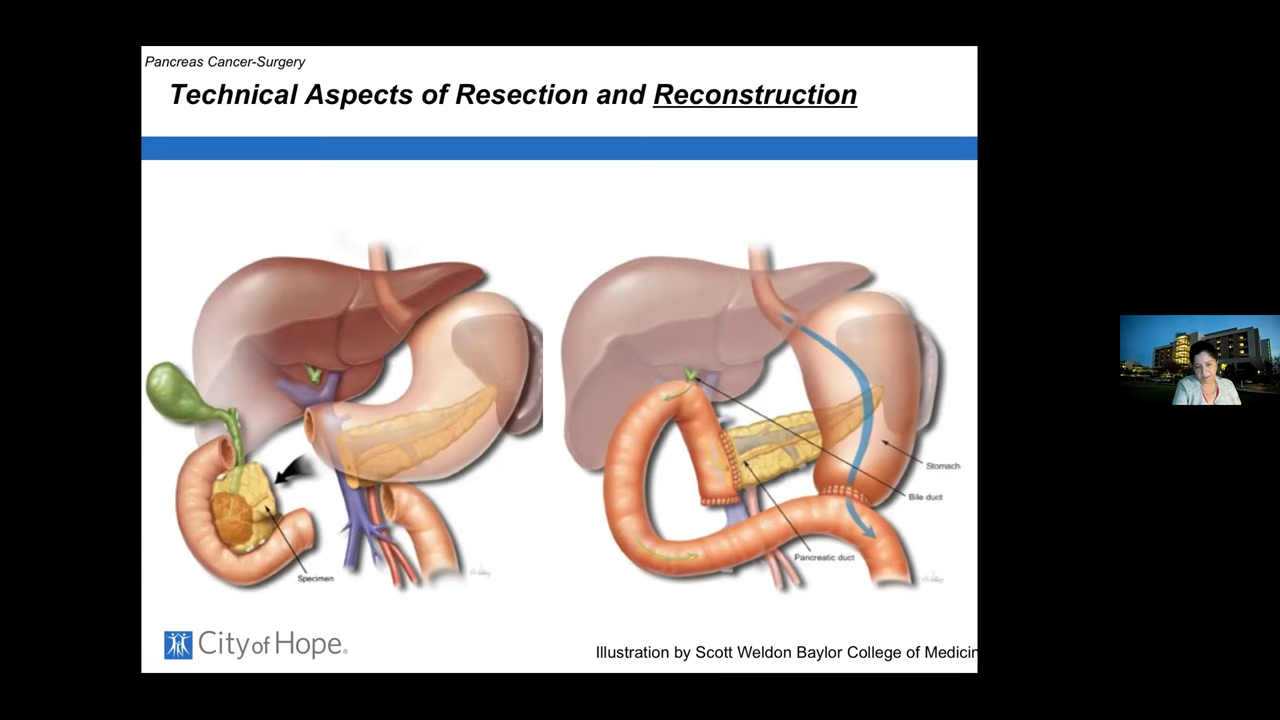 Pancreas Cancer-Surgery
Technical Aspects of Resection and Reconstruction
Stomach
Bile duct
Pancreatic duct
Specimen
City of Hope®
Illustration by Scott Weldon Baylor College of Medicin